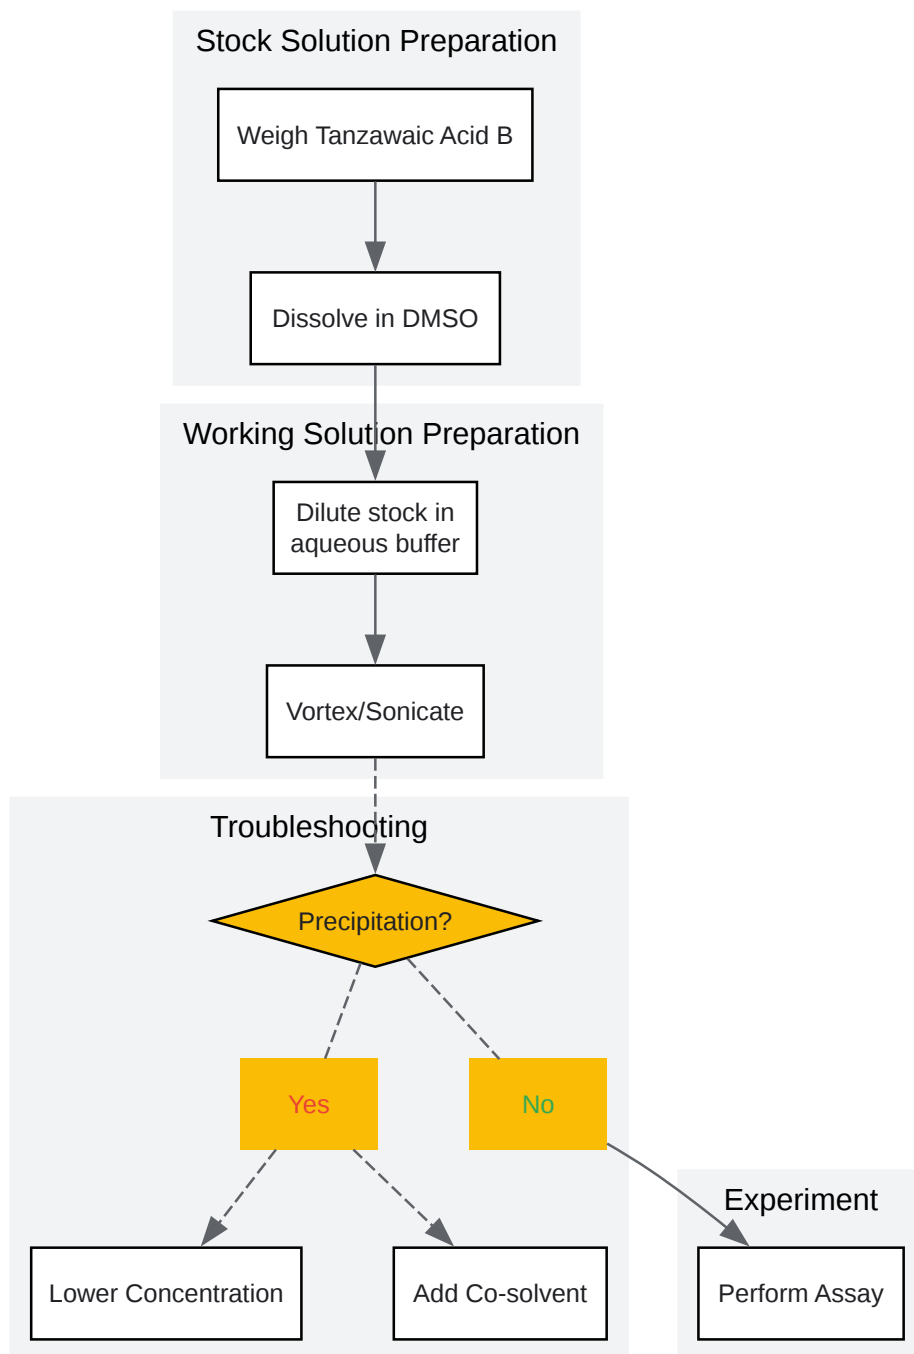 Stock Solution Preparation
Weigh Tanzawaic Acid B
Dissolve in DMSO
Working Solution Preparation
Dilute stock in
aqueous buffer
Vortex/Sonicate
Troubleshooting
Precipitation?
Yes
No
Experiment
Lower Concentration
Add Co-solvent
Perform Assay